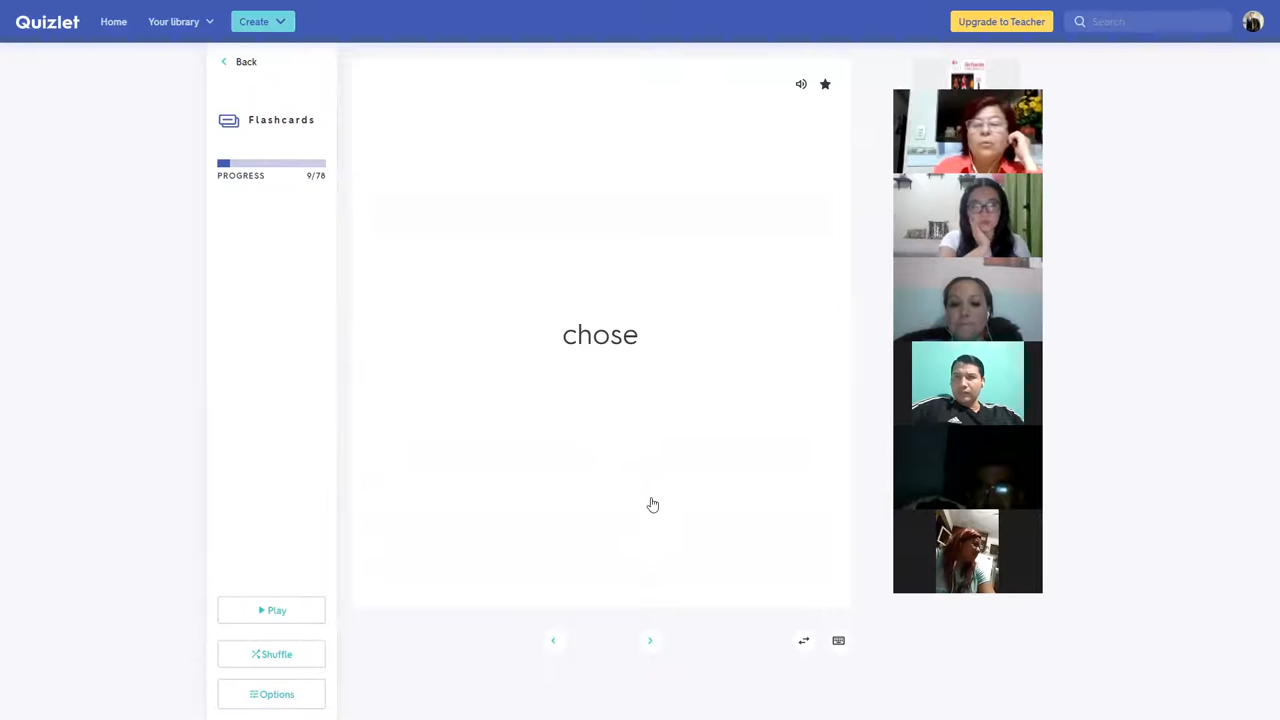 Quizlet
Home
Your library
Create
Upgrade to Teacher
Search
Back
Flashcards
PROGRESS 9/78
chose
Play
Shuffle
Options